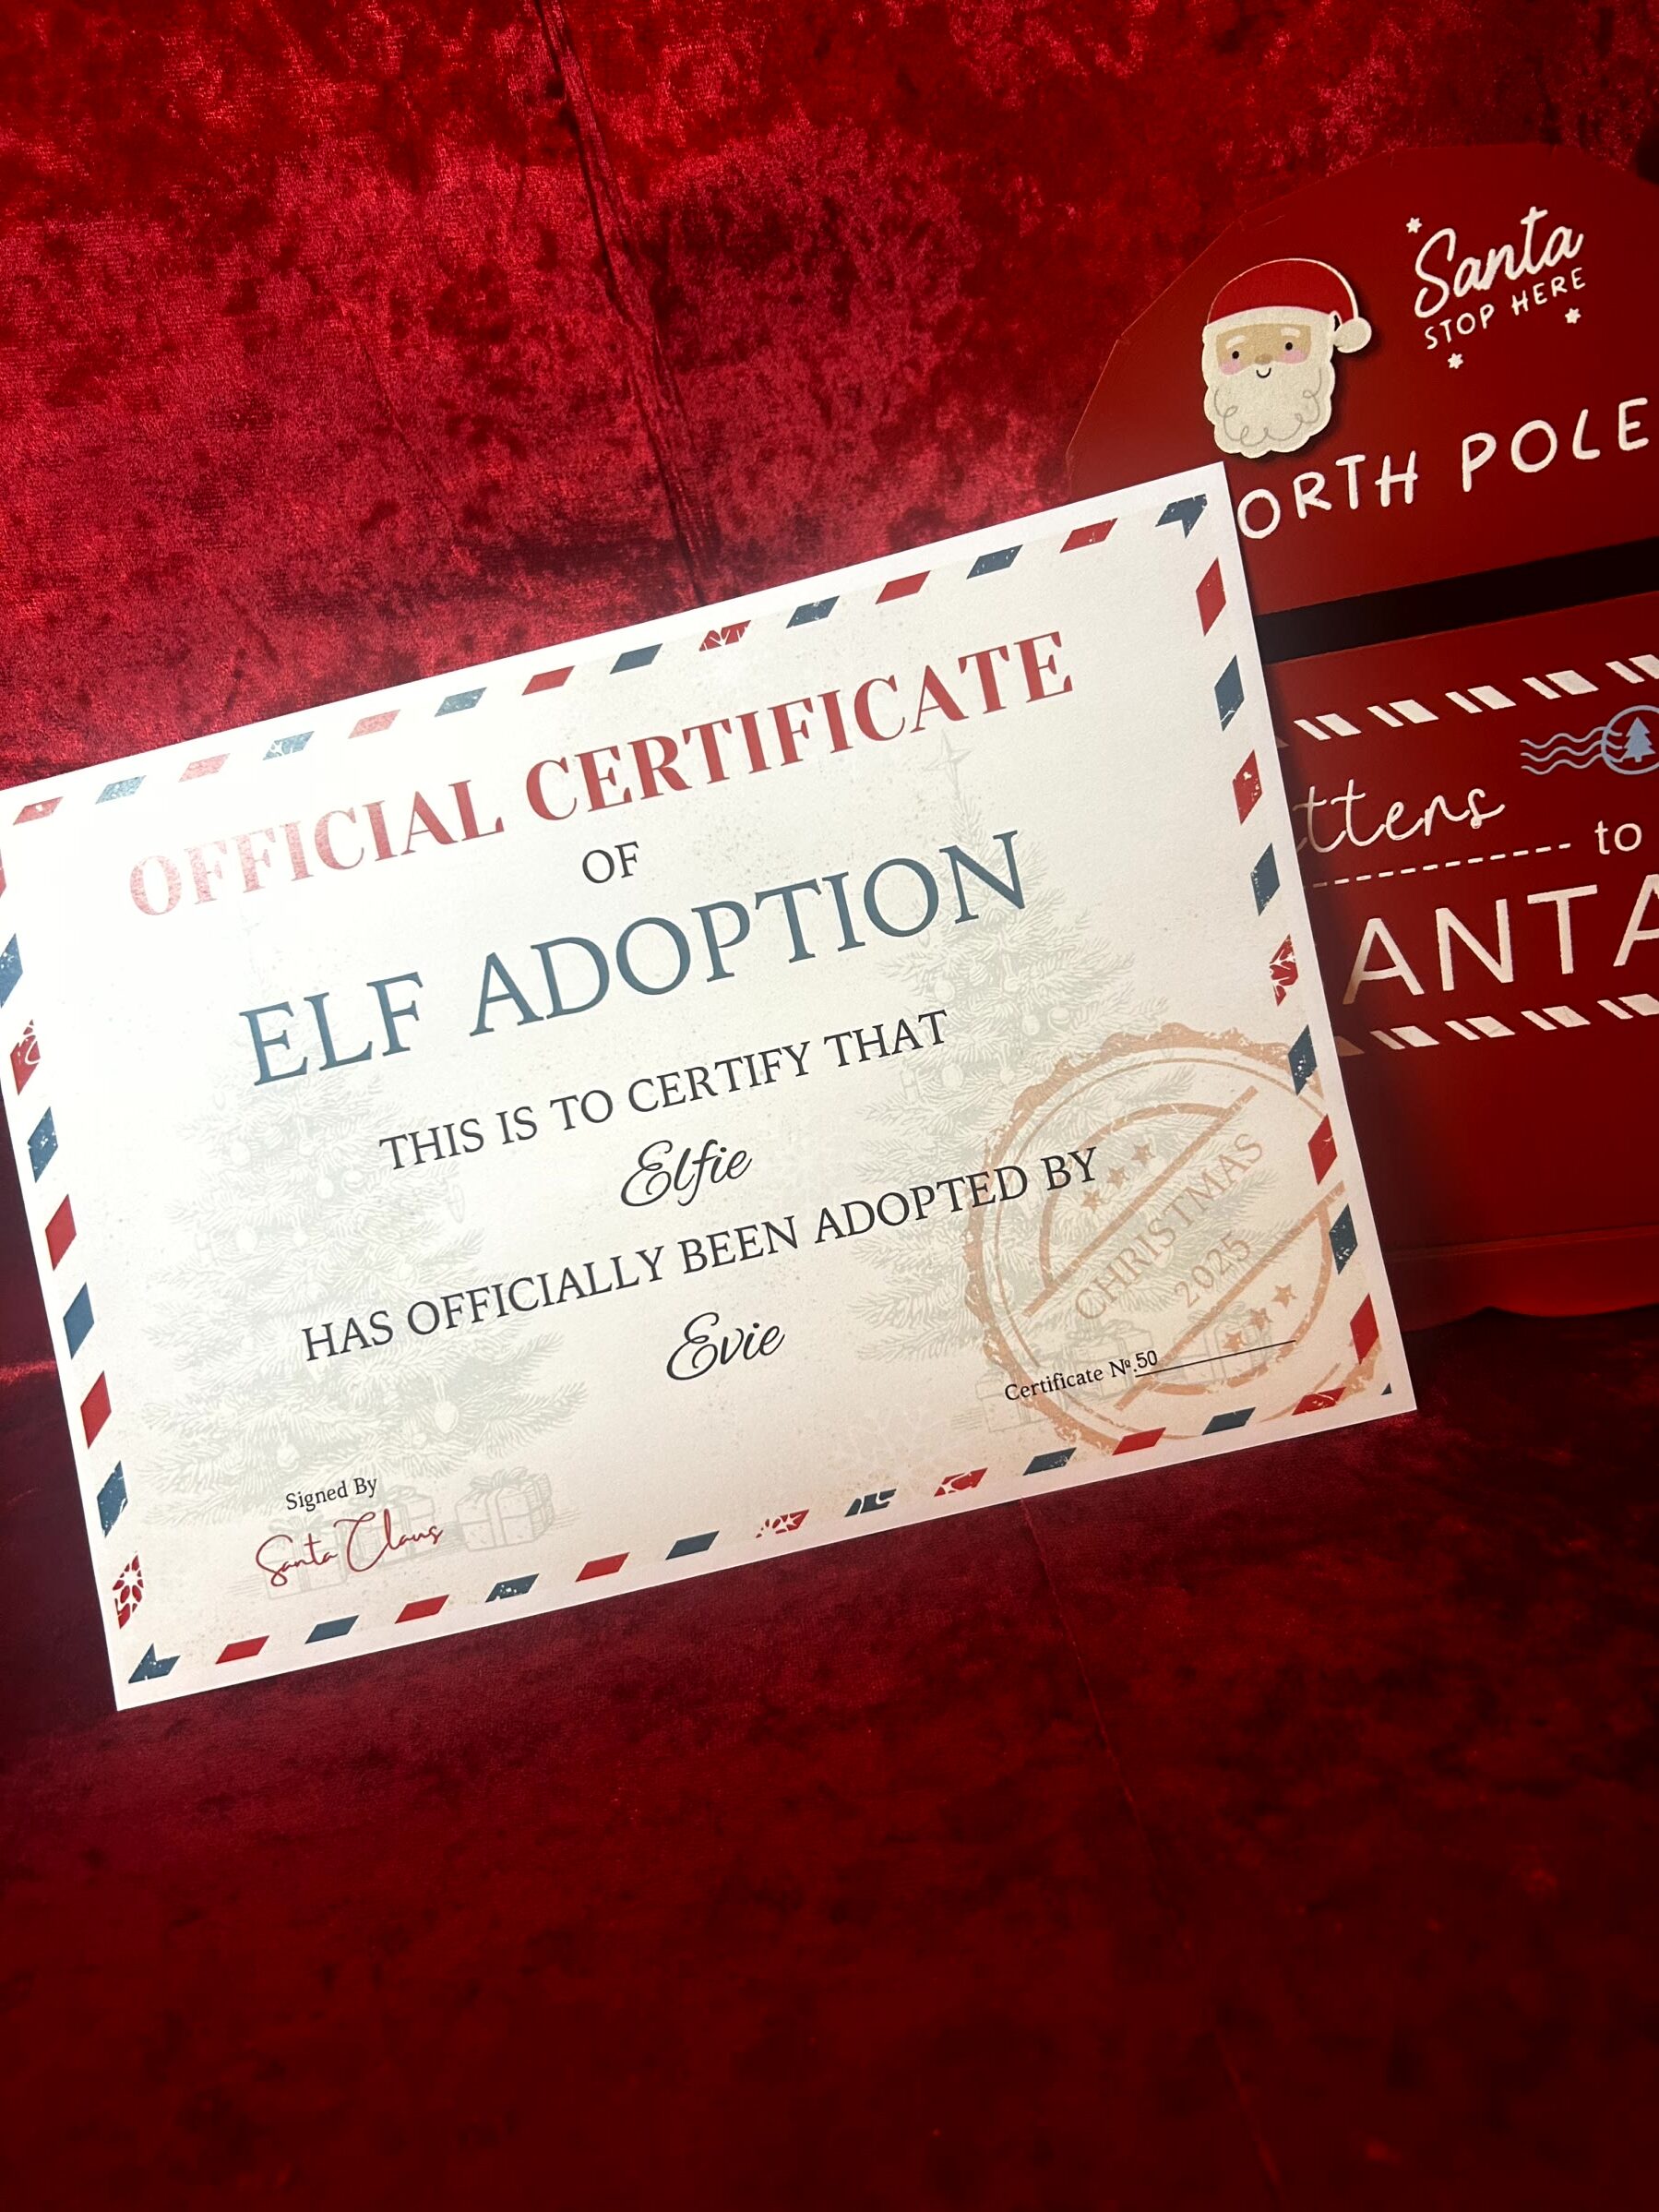 OFFICIAL CERTIFICATE
OF
ELF ADOPTION
THIS IS TO CERTIFY THAT
Elfie
HAS OFFICIALLY BEEN ADOPTED BY
Evie
CHRISTMAS
2025
Certificate Nº.50
Signed By
Santa Claus
Santa
STOP HERE
ORTH POLE
ttens
to
ANTA